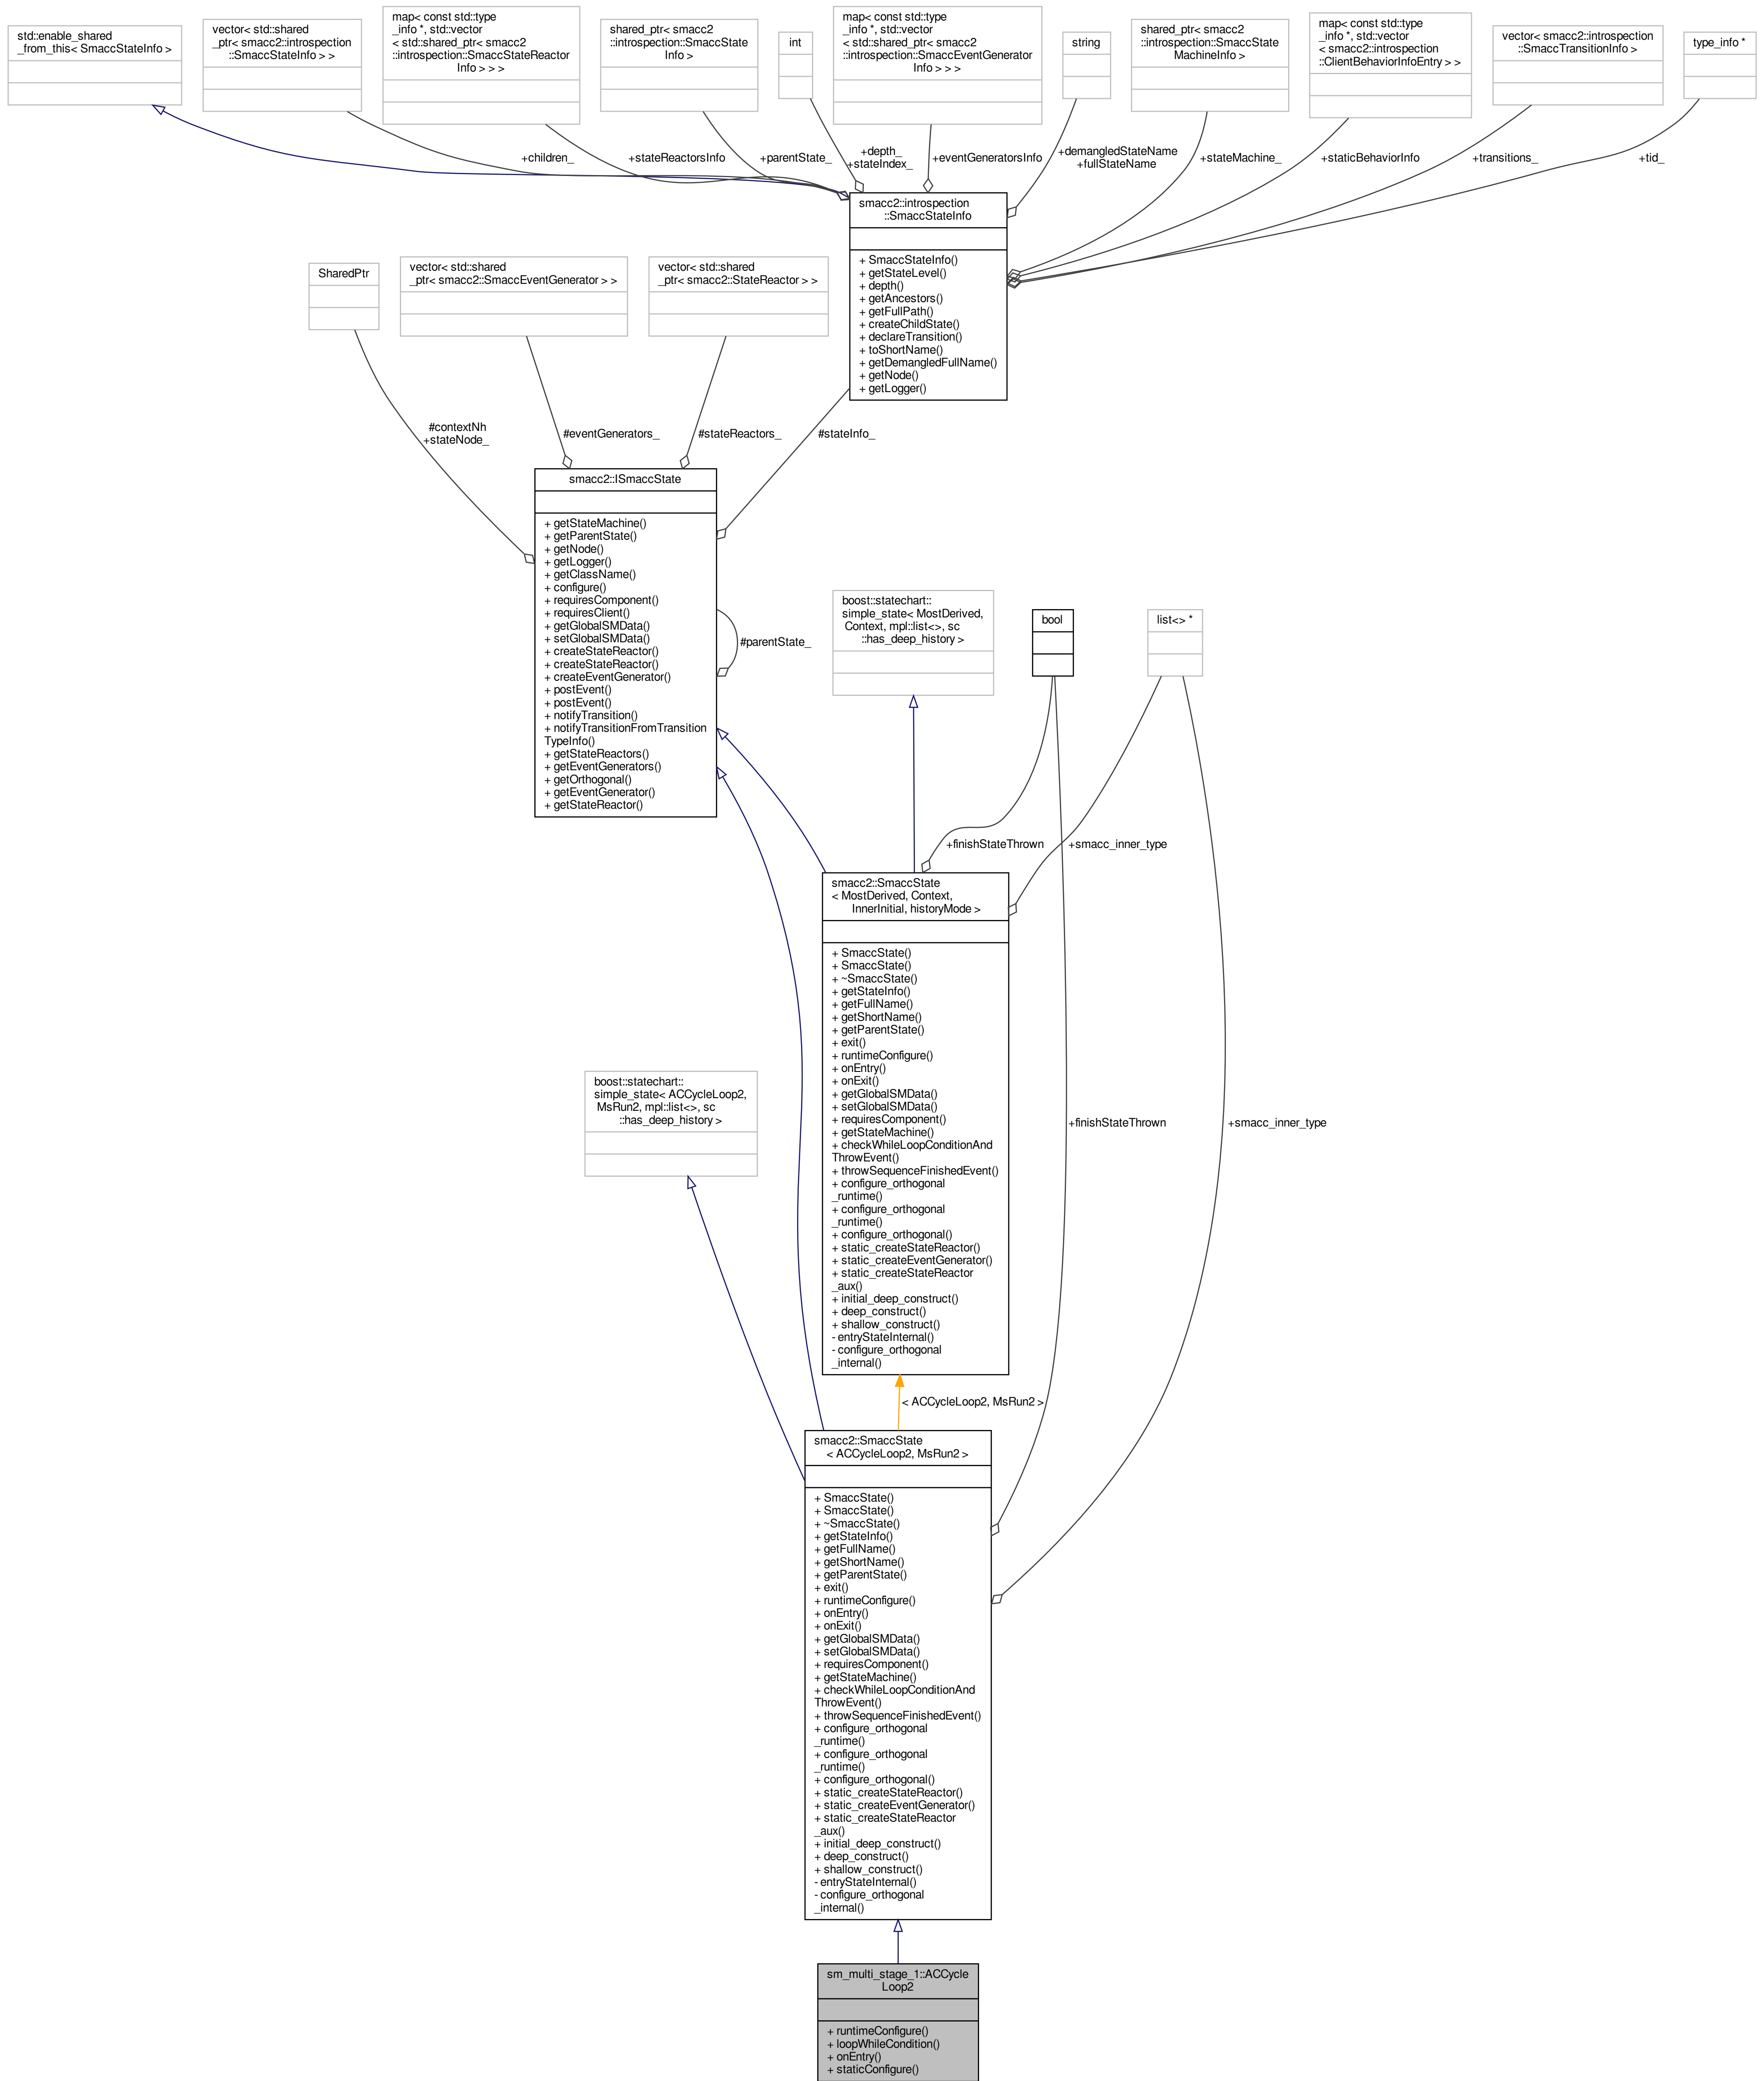 std::enable_shared
_from_this< SmaccStateInfo >
vector< std::shared
_ptr< smacc2::introspection
::SmaccStateInfo > >
map< const std::type
_info *, std::vector
< std::shared_ptr< smacc2
::introspection::SmaccStateReactor
Info > > >
shared_ptr< smacc2
::introspection::SmaccState
Info >
int
map< const std::type
_info *, std::vector
< std::shared_ptr< smacc2
::introspection::SmaccEventGenerator
Info > > >
string
shared_ptr< smacc2
::introspection::SmaccState
MachineInfo >
map< const std::type
_info *, std::vector
< smacc2::introspection
::ClientBehaviorInfoEntry > >
vector< smacc2::introspection
::SmaccTransitionInfo >
type_info *
+children_
+stateReactorsInfo
+parentState_
+depth_
+stateIndex_
+eventGeneratorsInfo
+demangledStateName
+fullStateName
+stateMachine_
+staticBehaviorInfo
+transitions_
+tid_
smacc2::introspection
::SmaccStateInfo
+ SmaccStateInfo()
+ getStateLevel()
+ depth()
+ getAncestors()
+ getFullPath()
+ createChildState()
+ declareTransition()
+ toShortName()
+ getDemangledFullName()
+ getNode()
+ getLogger()
SharedPtr
vector< std::shared
_ptr< smacc2::SmaccEventGenerator > >
vector< std::shared
_ptr< smacc2::StateReactor > >
#contextNh
+stateNode_
#eventGenerators_
#stateReactors_
#stateInfo_
smacc2::ISmaccState
+ getStateMachine()
+ getParentState()
+ getNode()
+ getLogger()
+ getClassName()
+ configure()
+ requiresComponent()
+ requiresClient()
+ getGlobalSMData()
+ setGlobalSMData()
+ createStateReactor()
+ createStateReactor()
+ createEventGenerator()
+ postEvent()
+ postEvent()
+ notifyTransition()
+ notifyTransitionFromTransition
TypeInfo()
+ getStateReactors()
+ getEventGenerators()
+ getOrthogonal()
+ getEventGenerator()
+ getStateReactor()
#parentState_
boost::statechart::
simple_state< MostDerived,
Context, mpl::list<>, sc
::has_deep_history >
bool
list<> *
+finishStateThrown
+smacc_inner_type
smacc2::SmaccState
< MostDerived, Context,
InnerInitial, historyMode >
+ SmaccState()
+ SmaccState()
+ ~SmaccState()
+ getStateInfo()
+ getFullName()
+ getShortName()
+ getParentState()
+ exit()
+ runtimeConfigure()
+ onEntry()
+ onExit()
+ getGlobalSMData()
+ setGlobalSMData()
+ requiresComponent()
+ getStateMachine()
+ checkWhileLoopConditionAnd
ThrowEvent()
+ throwSequenceFinishedEvent()
+ configure_orthogonal
_runtime()
+ configure_orthogonal
_runtime()
+ configure_orthogonal()
+ static_createStateReactor()
+ static_createEventGenerator()
+ static_createStateReactor
_aux()
+ initial_deep_construct()
+ deep_construct()
+ shallow_construct()
- entryStateInternal()
- configure_orthogonal
_internal()
boost::statechart::
simple_state< ACCycleLoop2,
MsRun2, mpl::list<>, sc
::has_deep_history >
+finishStateThrown
+smacc_inner_type
< ACCycleLoop2, MsRun2 >
smacc2::SmaccState
< ACCycleLoop2, MsRun2 >
+ SmaccState()
+ SmaccState()
+ ~SmaccState()
+ getStateInfo()
+ getFullName()
+ getShortName()
+ getParentState()
+ exit()
+ runtimeConfigure()
+ onEntry()
+ onExit()
+ getGlobalSMData()
+ setGlobalSMData()
+ requiresComponent()
+ getStateMachine()
+ checkWhileLoopConditionAnd
ThrowEvent()
+ throwSequenceFinishedEvent()
+ configure_orthogonal
_runtime()
+ configure_orthogonal
_runtime()
+ configure_orthogonal()
+ static_createStateReactor()
+ static_createEventGenerator()
+ static_createStateReactor
_aux()
+ initial_deep_construct()
+ deep_construct()
+ shallow_construct()
- entryStateInternal()
- configure_orthogonal
_internal()
sm_multi_stage_1::ACCycle
Loop2
+ runtimeConfigure()
+ loopWhileCondition()
+ onEntry()
+ staticConfigure()